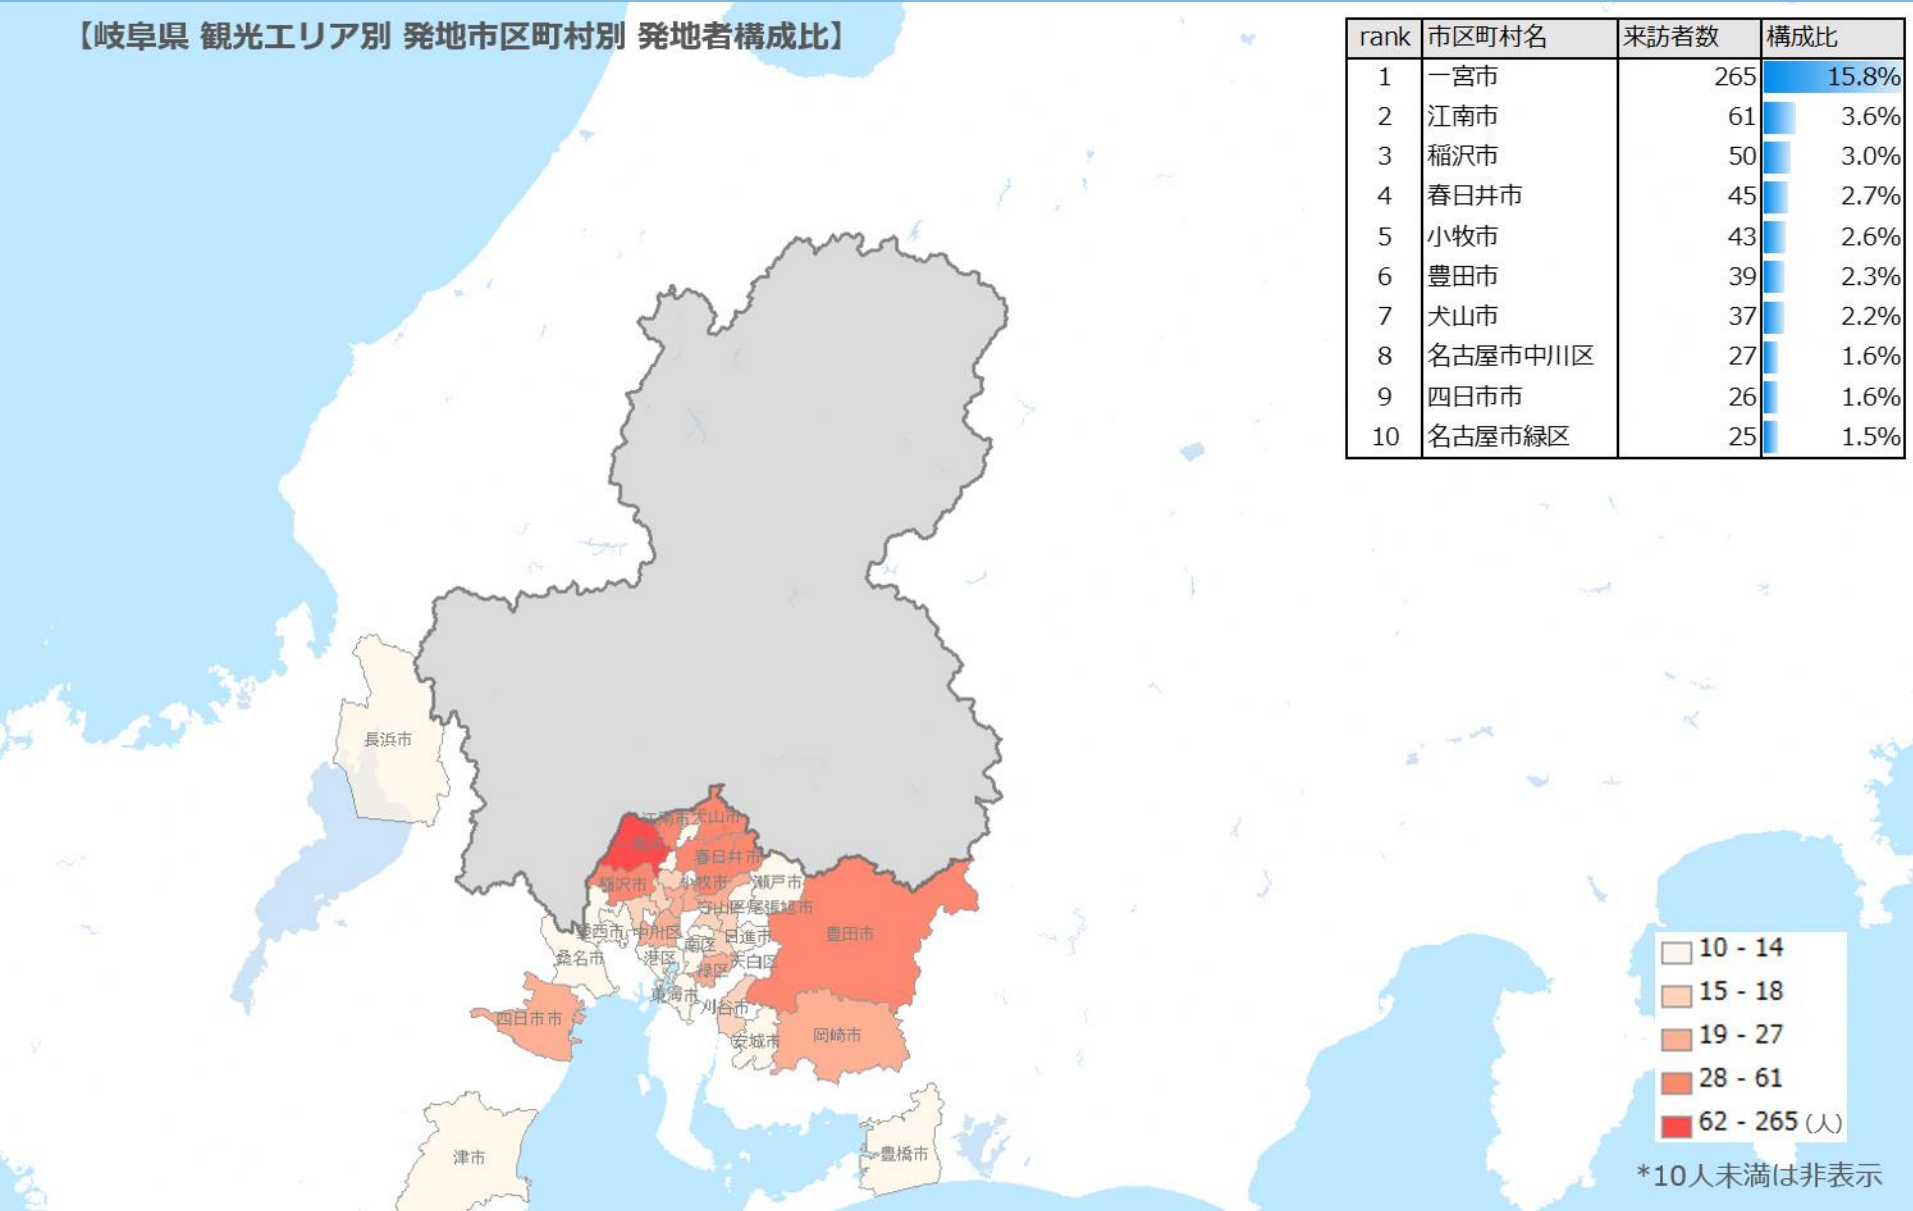 【岐阜県 観光エリア別 発地市区町村別 発地者構成比】
rank 市区町村名 来訪者数 構成比
1 一宮市 265 15.8%
2 江南市 61 3.6%
3 稲沢市 50 3.0%
4 春日井市 45 2.7%
5 小牧市 43 2.6%
6 豊田市 39 2.3%
7 犬山市 37 2.2%
8 名古屋市中川区 27 1.6%
9 四日市市 26 1.6%
10 名古屋市緑区 25 1.5%
長浜市
江南市
犬山市
一宮市
春日井市
稲沢市
小牧市
瀬戸市
守山区
尾張旭市
愛西市
中川区
南区
日進市
豊田市
桑名市
港区
緑区
天白区
東海市
刈谷市
四日市市
安城市
岡崎市
津市
豊橋市
10 - 14
15 - 18
19 - 27
28 - 61
62 - 265 (人)
*10人未満は非表示